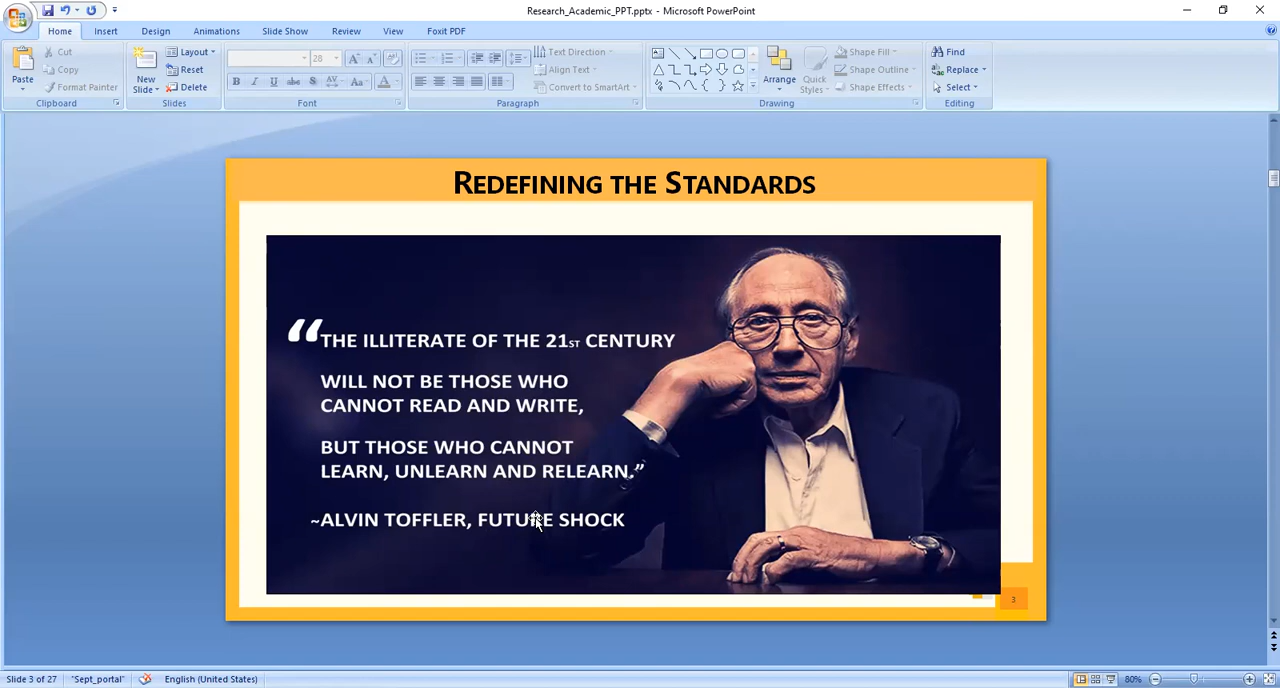 Research_Academic_PPT.pptx - Microsoft PowerPoint
Home Insert Design Animations Slide Show Review View Foxit PDF
Paste
Cut
Copy
Format Painter
Clipboard
New Slide
Layout
Reset
Delete
Slides
28
B I U abc S AV Aa A
Font
Text Direction
Align Text
Convert to SmartArt
Paragraph
Arrange
Quick Styles
Shape Fill
Shape Outline
Shape Effects
Drawing
Find
Replace
Select
Editing
REDEFINING THE STANDARDS
“THE ILLITERATE OF THE 21ST CENTURY
WILL NOT BE THOSE WHO
CANNOT READ AND WRITE,
BUT THOSE WHO CANNOT
LEARN, UNLEARN AND RELEARN.”
~ALVIN TOFFLER, FUTURE SHOCK
3
Slide 3 of 27 "Sept_portal" English (United States) 80%